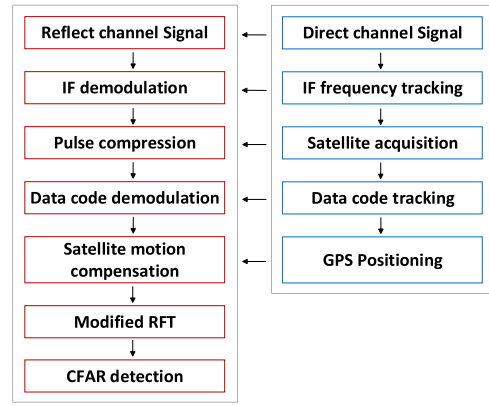 Reflect channel Signal
IF demodulation
Pulse compression
Data code demodulation
Satellite motion
compensation
Modified RFT
CFAR detection
Direct channel Signal
IF frequency tracking
Satellite acquisition
Data code tracking
GPS Positioning